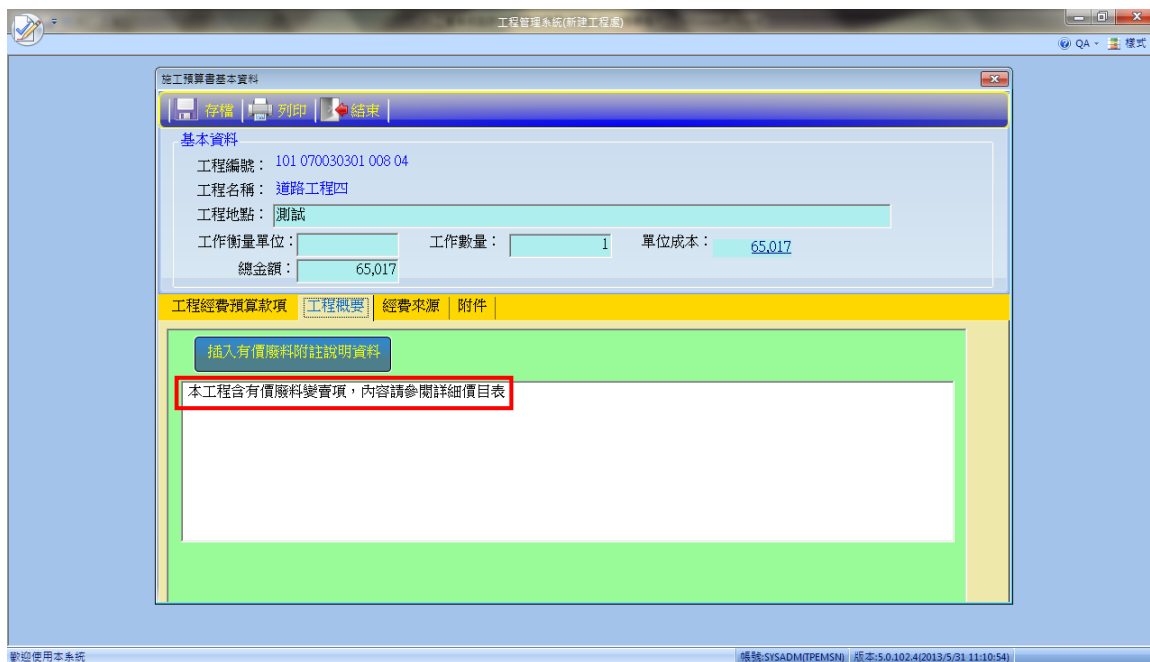 工程管理系統(新建工程處)
QA 樣式
施工預算書基本資料
存檔 列印 結束
基本資料
工程編號： 101 070030301 008 04
工程名稱： 道路工程四
工程地點： 測試
工作衡量單位： 工作數量： 1 單位成本： 65,017
總金額： 65,017
工程經費預算款項 工程概要 經費來源 附件
插入有價廢料附註說明資料
本工程含有價廢料變賣項，內容請參閱詳細價目表
歡迎使用本系統 帳號:SYSADM(TPEMSN) 版本:5.0.102.4(2013/5/31 11:10:54)